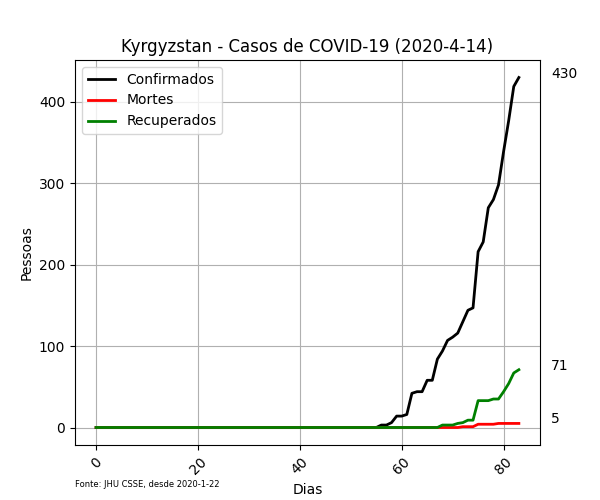 Kyrgyzstan - Casos de COVID-19 (2020-4-14)
Confirmados
Mortes
Recuperados
430
71
5
Pessoas
400
300
200
100
0
0 20 40 60 80
Dias
Fonte: JHU CSSE, desde 2020-1-22